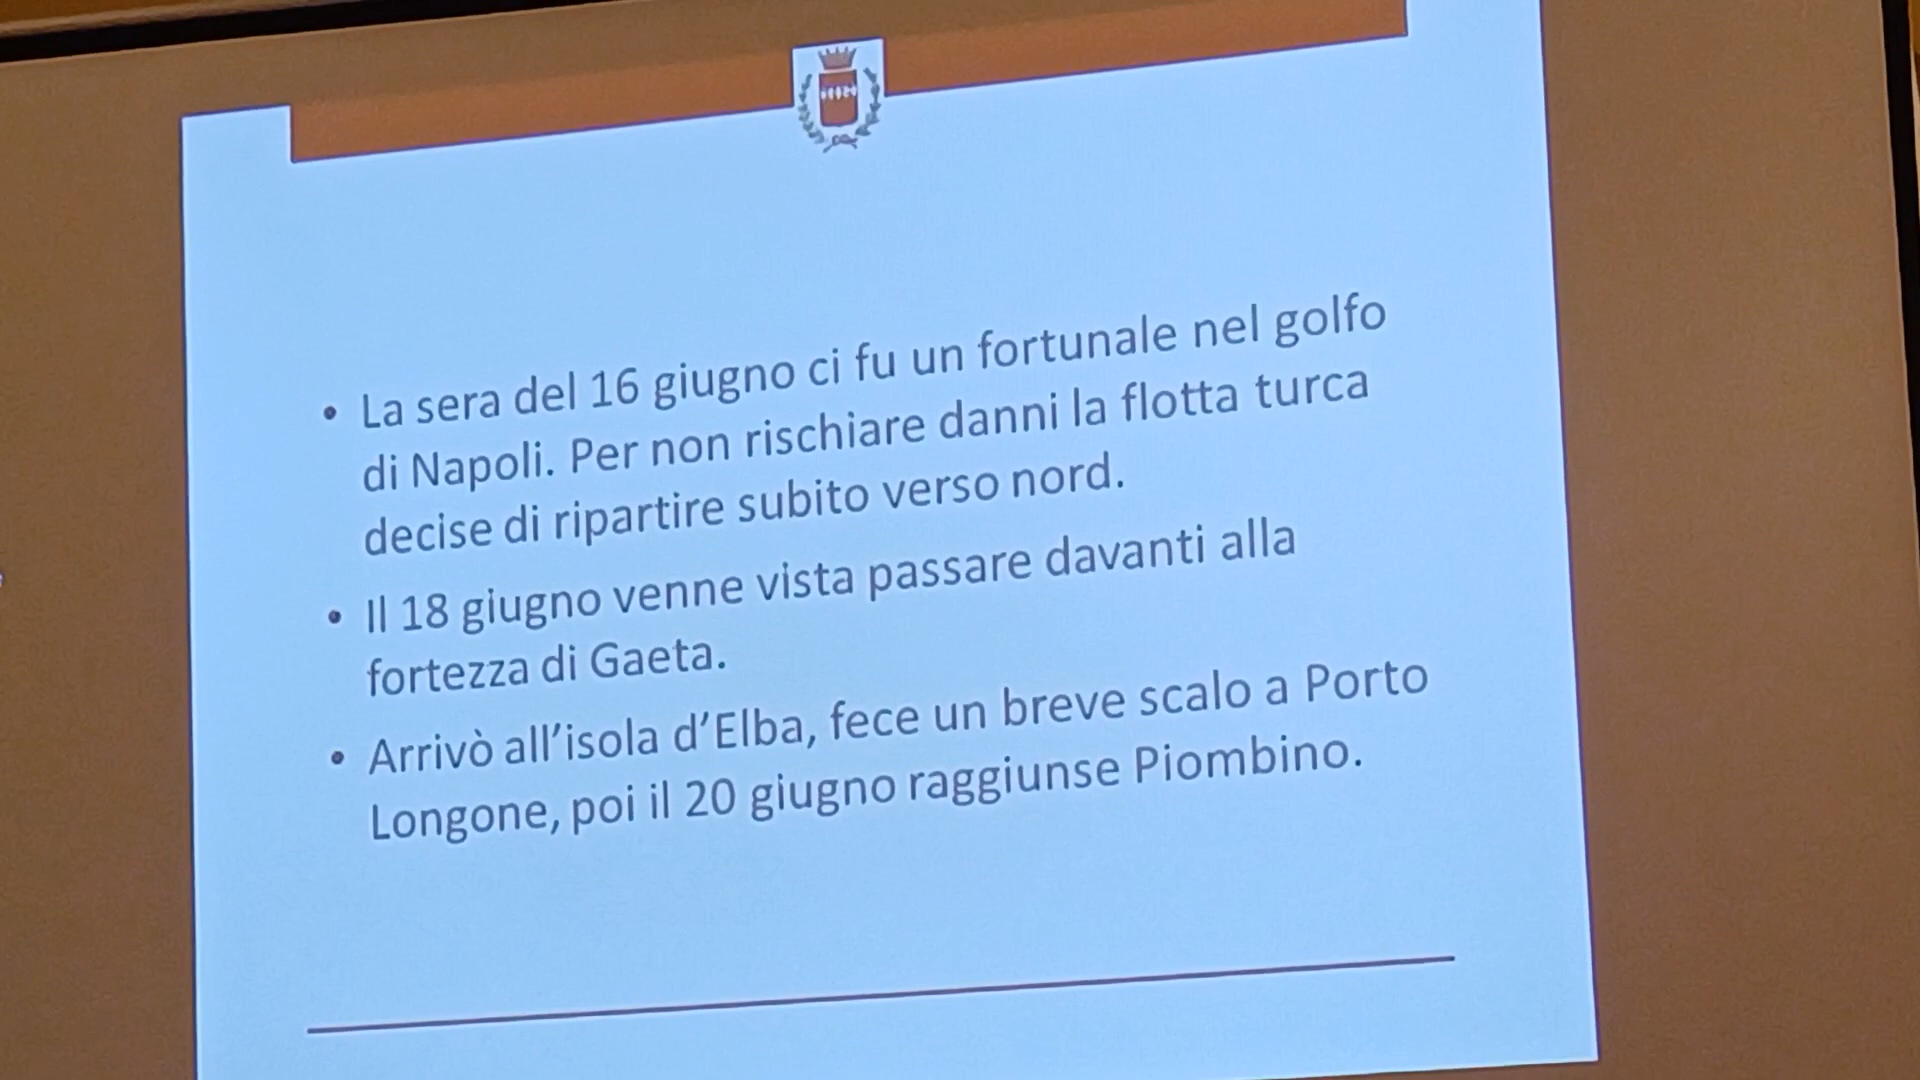 • La sera del 16 giugno ci fu un fortunale nel golfo
di Napoli. Per non rischiare danni la flotta turca
decise di ripartire subito verso nord.
• Il 18 giugno venne vista passare davanti alla
fortezza di Gaeta.
• Arrivò all'isola d'Elba, fece un breve scalo a Porto
Longone, poi il 20 giugno raggiunse Piombino.